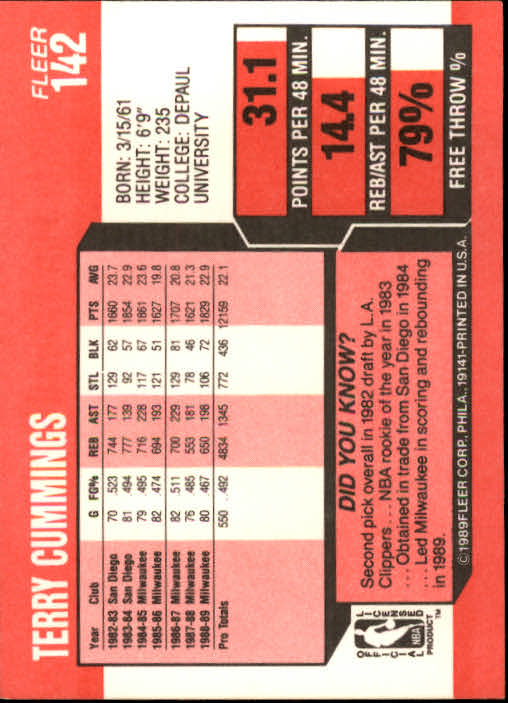 TERRY CUMMINGS
FLEER
142
Year Club G FG% REB AST STL BLK PTS AVG
1982-83 San Diego 70 .523 744 177 129 62 1660 23.7
1983-84 San Diego 81 .494 777 139 92 57 1854 22.9
1984-85 Milwaukee 79 .495 716 228 117 67 1861 23.6
1985-86 Milwaukee 82 .474 694 193 121 51 1627 19.8
1986-87 Milwaukee 82 .511 700 229 129 81 1707 20.8
1987-88 Milwaukee 76 .485 553 181 78 46 1621 21.3
1988-89 Milwaukee 80 .467 650 198 106 72 1829 22.9
Pro Totals 550 .492 4834 1345 772 436 12159 22.1
BORN: 3/15/61
HEIGHT: 6'9"
WEIGHT: 235
COLLEGE: DEPAUL
UNIVERSITY
31.1
POINTS PER 48 MIN.
14.4
REB/AST PER 48 MIN.
79%
FREE THROW %
DID YOU KNOW?
Second pick overall in 1982 draft by L.A.
Clippers . . . NBA rookie of the year in 1983
. . . Obtained in trade from San Diego in 1984
. . . Led Milwaukee in scoring and rebounding
in 1989.
OFFICIAL
LICENSED
NBA
PRODUCT™
© 1989 FLEER CORP., PHILA., 19141-PRINTED IN U.S.A.